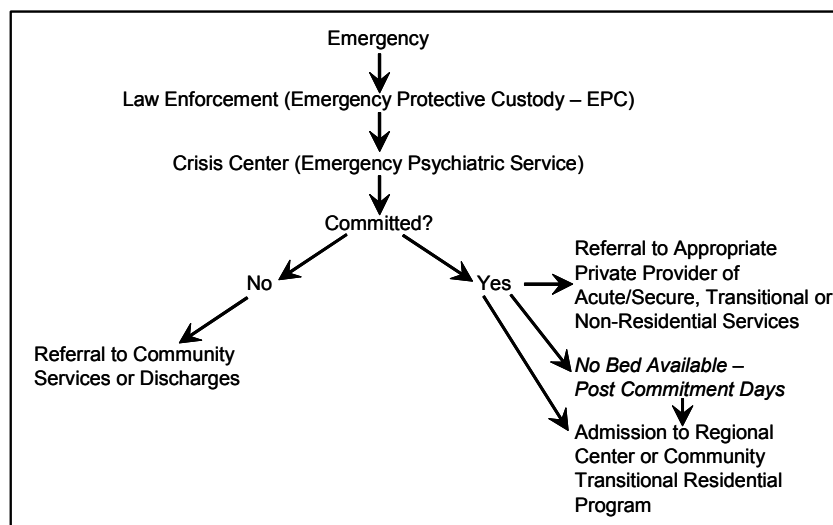 Emergency
Law Enforcement (Emergency Protective Custody – EPC)
Crisis Center (Emergency Psychiatric Service)
Committed?
No
Yes
Referral to Appropriate
Private Provider of
Acute/Secure, Transitional or
Non-Residential Services
Referral to Community
Services or Discharges
No Bed Available –
Post Commitment Days
Admission to Regional
Center or Community
Transitional Residential
Program